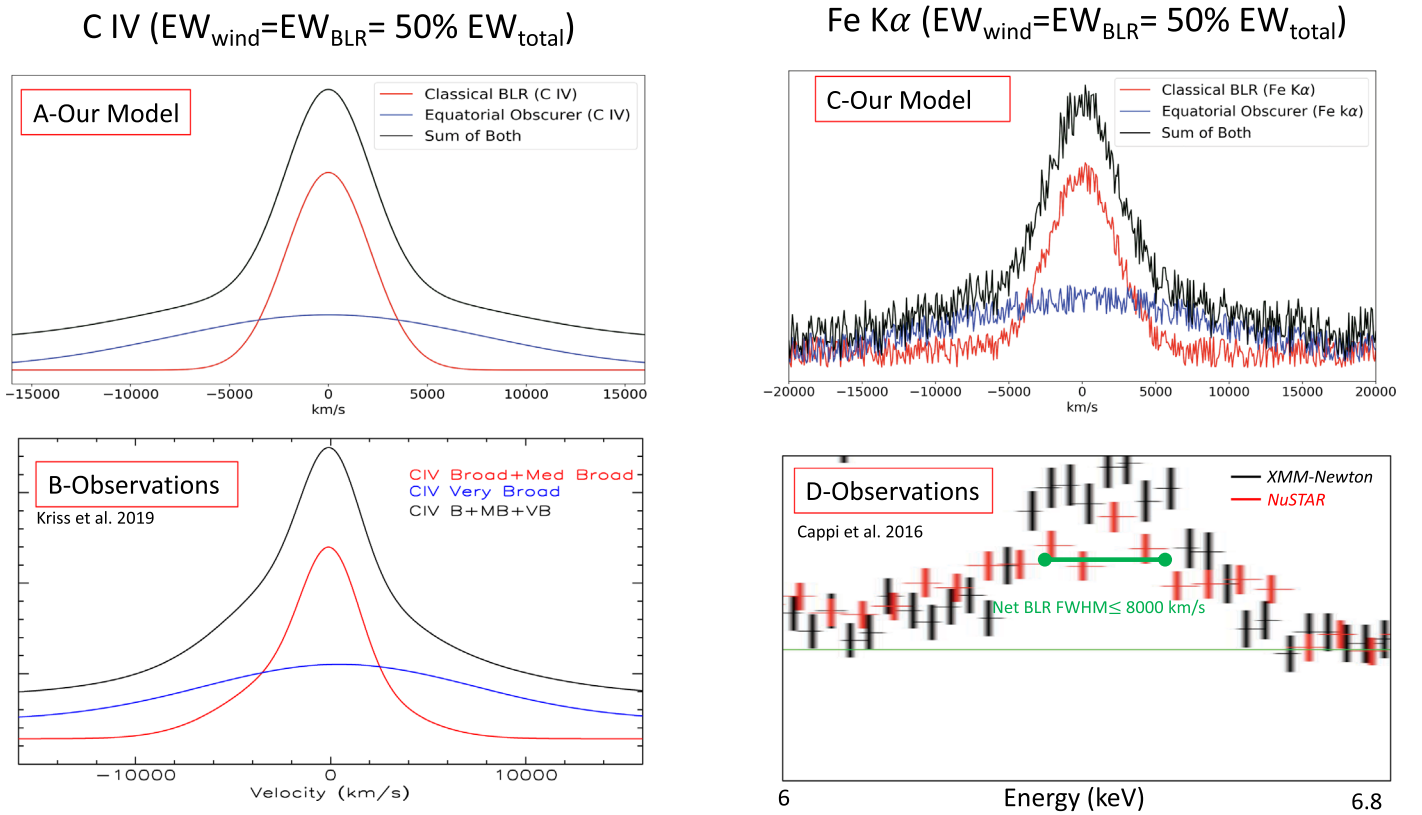 C IV (EWwind=EWBLR= 50% EWtotal)
A-Our Model
Classical BLR (C IV)
Equatorial Obscurer (C IV)
Sum of Both
−15000 −10000 −5000 0 5000 10000 15000
km/s
B-Observations
Kriss et al. 2019
CIV Broad+Med Broad
CIV Very Broad
CIV B+MB+VB
−10000 0 10000
Velocity (km/s)
Fe K𝛼 (EWwind=EWBLR= 50% EWtotal)
C-Our Model
Classical BLR (Fe Kα)
Equatorial Obscurer (Fe kα)
Sum of Both
−20000 −15000 −10000 −5000 0 5000 10000 15000 20000
km/s
D-Observations
Cappi et al. 2016
XMM-Newton
NuSTAR
Net BLR FWHM≤ 8000 km/s
6 Energy (keV) 6.8